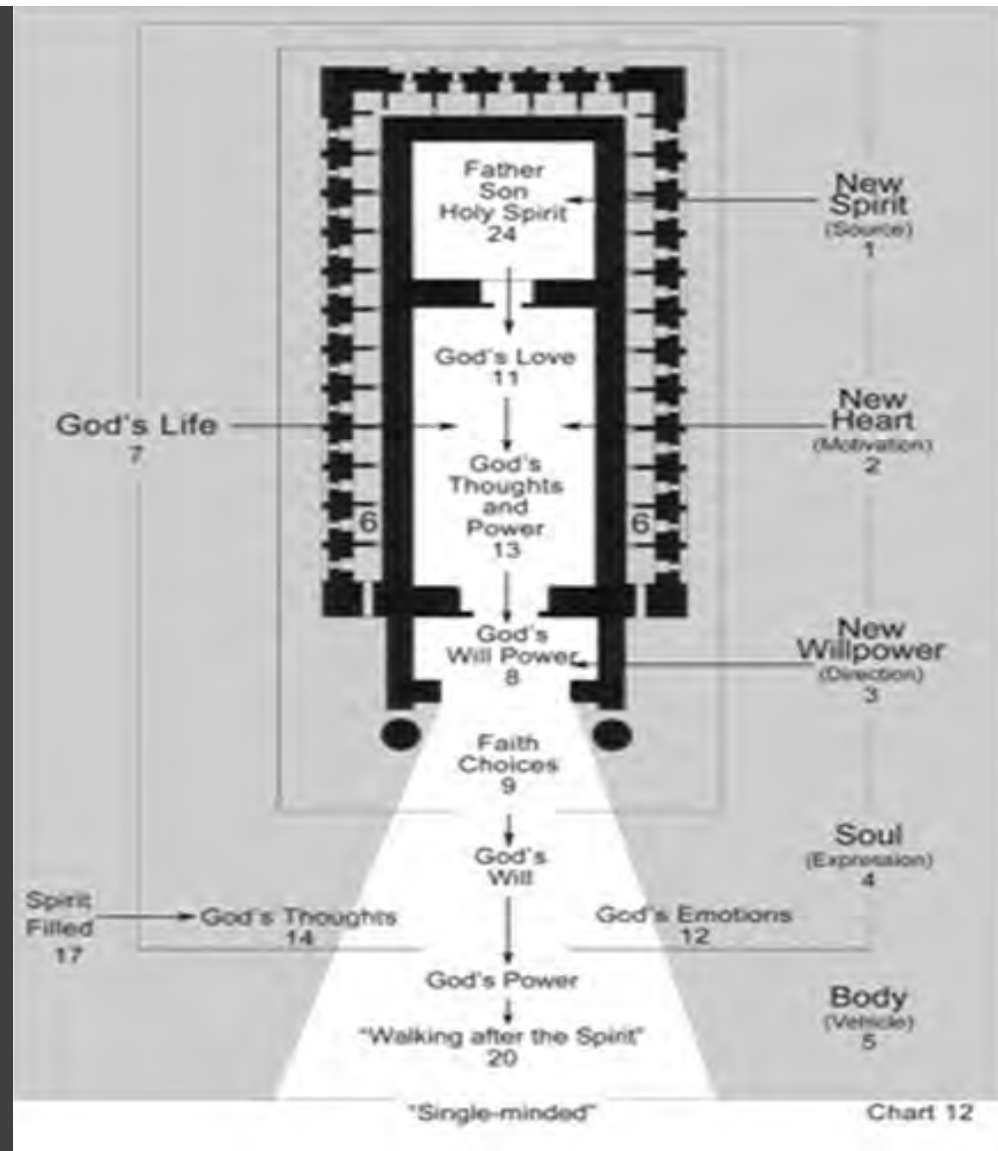 Father
Son
Holy Spirit
24
New
Spirit
(Source)
1
God's Love
11
God's Life
7
New
Heart
(Motivation)
2
God's
Thoughts
and
Power
13
6
6
God's
Will Power
8
New
Willpower
(Direction)
3
Faith
Choices
9
God's
Will
Soul
(Expression)
4
Spirit
Filled
17
God's Thoughts
14
God's Emotions
12
God's Power
Body
(Vehicle)
5
"Walking after the Spirit"
20
"Single-minded"
Chart 12